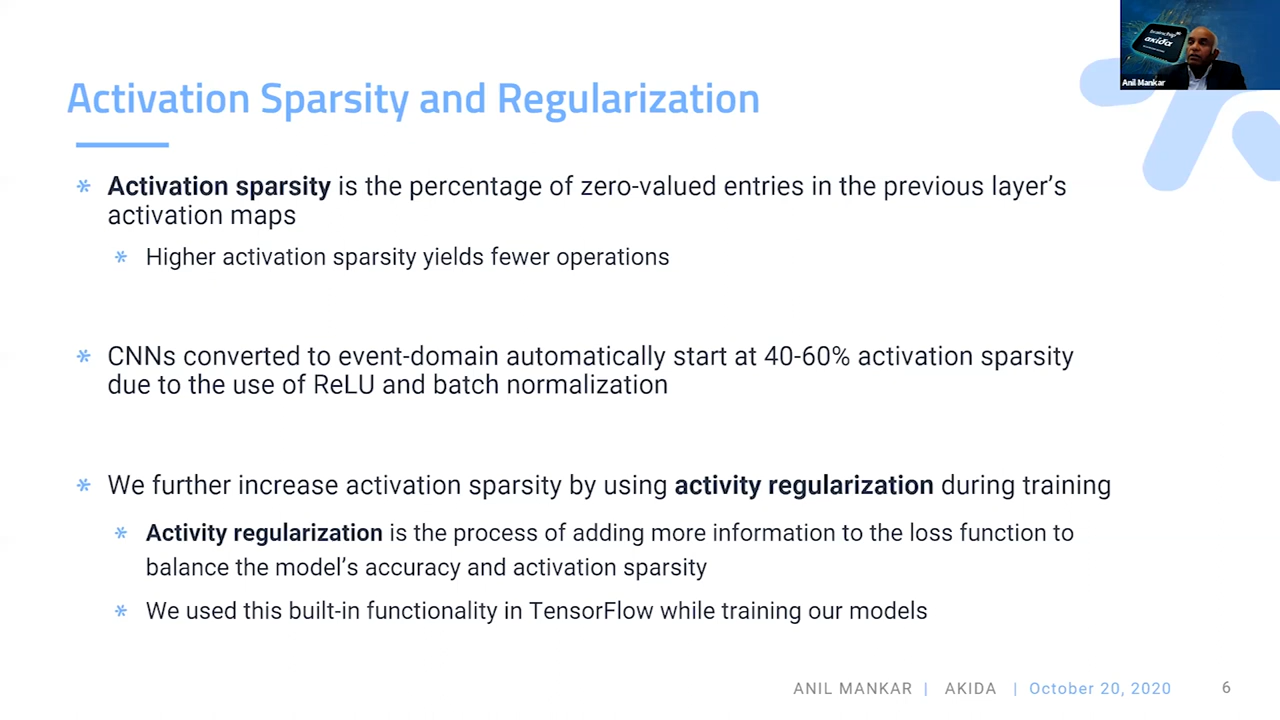 brainchip
akida
Anil Mankar
Activation Sparsity and Regularization
* Activation sparsity is the percentage of zero-valued entries in the previous layer's
activation maps
* Higher activation sparsity yields fewer operations
* CNNs converted to event-domain automatically start at 40-60% activation sparsity
due to the use of ReLU and batch normalization
* We further increase activation sparsity by using activity regularization during training
* Activity regularization is the process of adding more information to the loss function to
balance the model's accuracy and activation sparsity
* We used this built-in functionality in TensorFlow while training our models
ANIL MANKAR | AKIDA | October 20, 2020 6